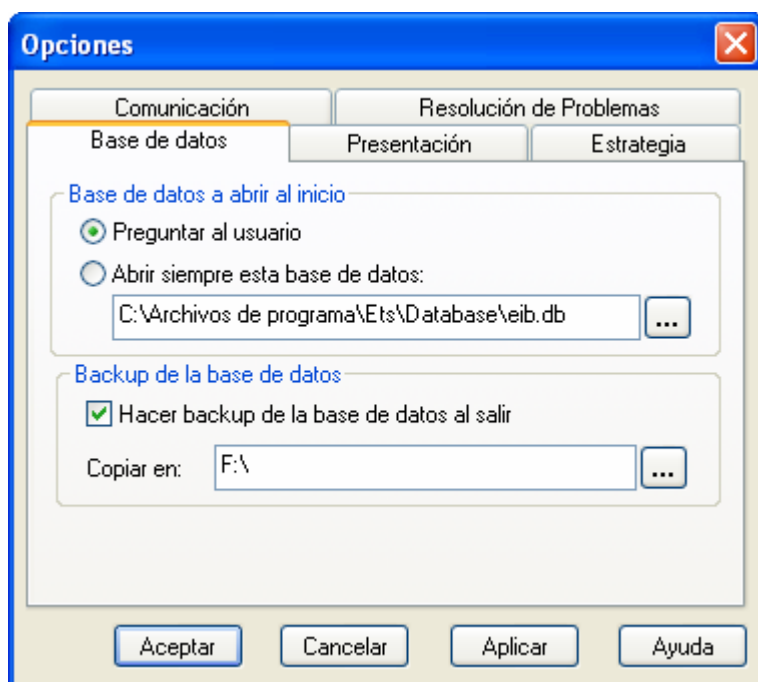 Opciones
Comunicación
Resolución de Problemas
Base de datos
Presentación
Estrategia
Base de datos a abrir al inicio
Preguntar al usuario
Abrir siempre esta base de datos:
C:\Archivos de programa\Ets\Database\eib.db
...
Backup de la base de datos
Hacer backup de la base de datos al salir
Copiar en:
F:\
...
Aceptar
Cancelar
Aplicar
Ayuda